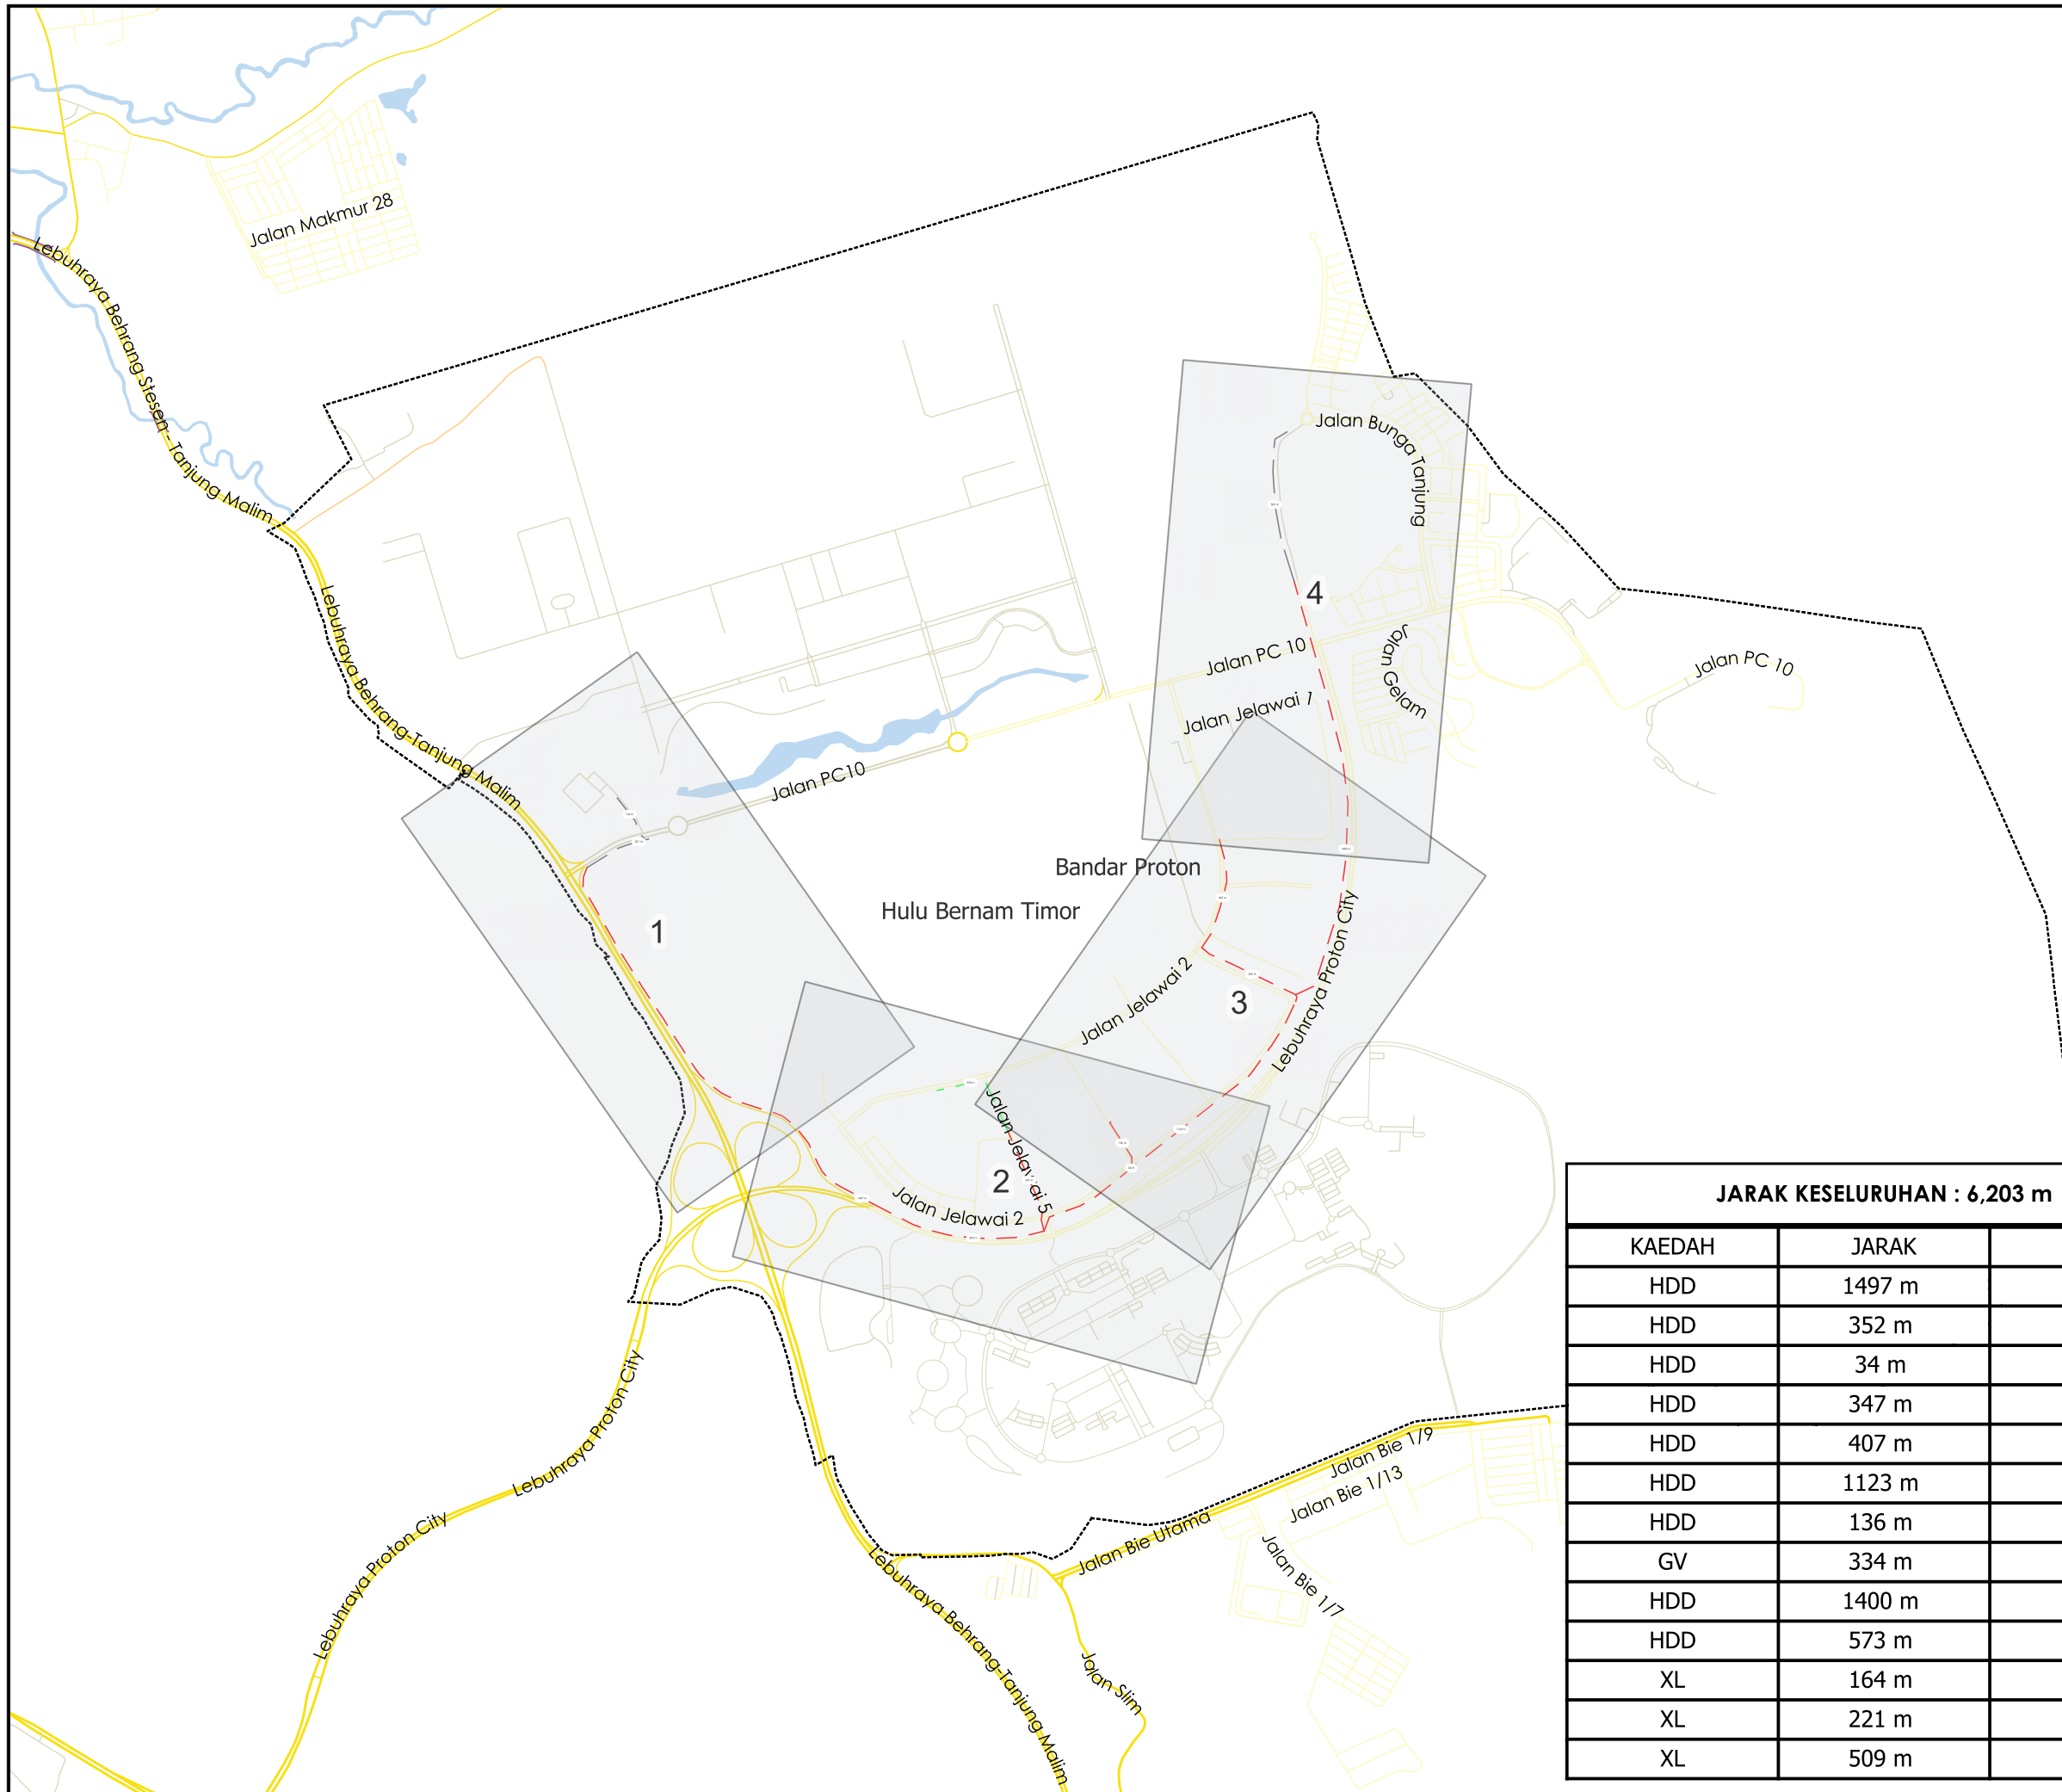 Jalan Makmur 28
Lebuhraya Behrang Stesen - Tanjung Malim
Jalan Bunga Tanjung
4
Jalan PC 10
Jalan Gelam
Jalan PC 10
Jalan Jelawai 1
Lebuhraya Behrang-Tanjung Malim
Jalan PC10
Bandar Proton
Hulu Bernam Timor
1
Lebuhraya Proton City
3
Jalan Jelawai 2
Jalan Jelawai 5
2
Jalan Jelawai 2
JARAK KESELURUHAN : 6,203 m
KAEDAH JARAK
HDD 1497 m
HDD 352 m
HDD 34 m
HDD 347 m
HDD 407 m
HDD 1123 m
HDD 136 m
GV 334 m
HDD 1400 m
HDD 573 m
XL 164 m
XL 221 m
XL 509 m
Lebuhraya Proton City
Lebuhraya Proton City
Jalan Bie 1/9
Jalan Bie 1/13
Jalan Bie Utama
Jalan Bie 1/7
Lebuhraya Behrang-Tanjung Malim
Jalan Slim